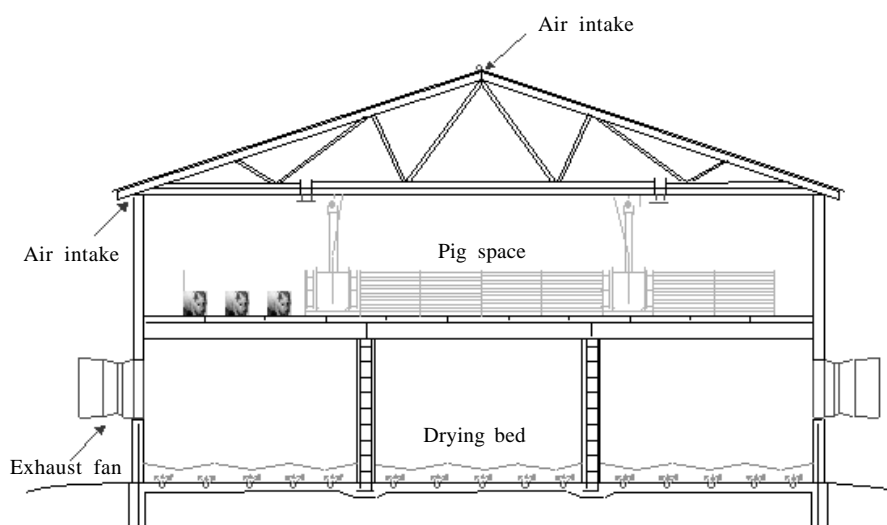 Air intake
Air intake
Pig space
Drying bed
Exhaust fan